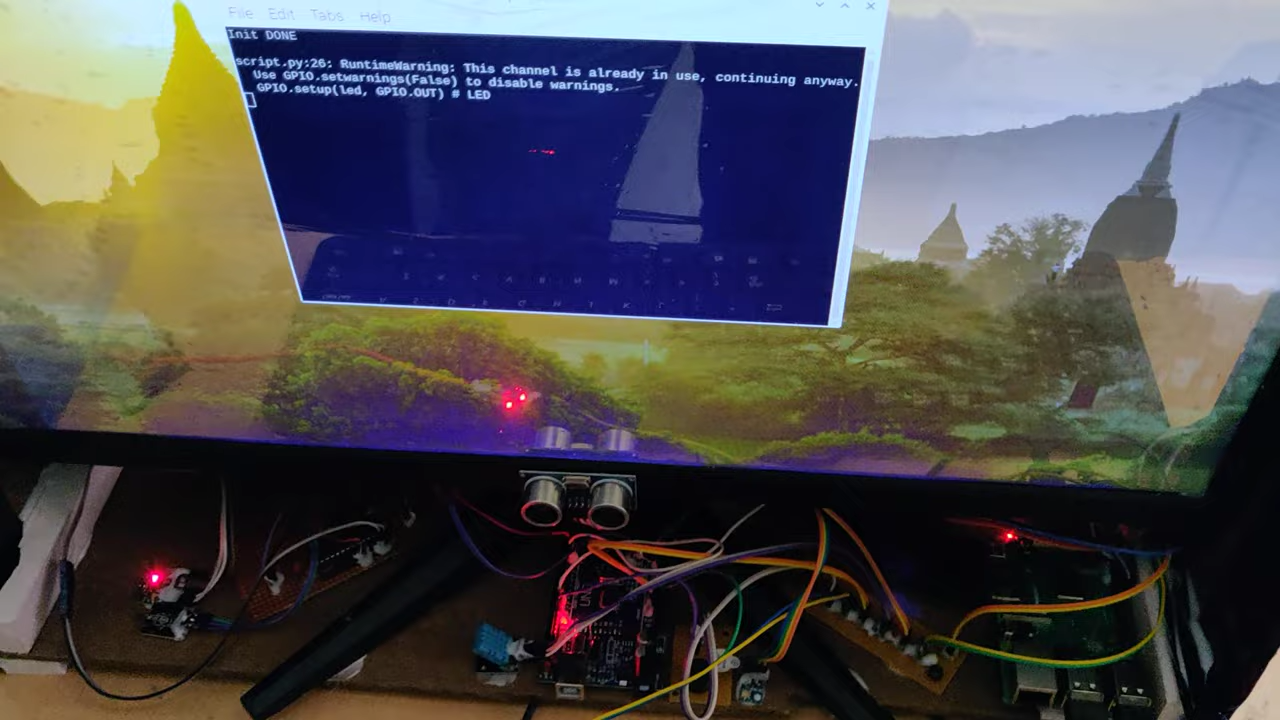 File Edit Tabs Help
Init DONE
script.py:26: RuntimeWarning: This channel is already in use, continuing anyway.
Use GPIO.setwarnings(False) to disable warnings.
GPIO.setup(led, GPIO.OUT) # LED